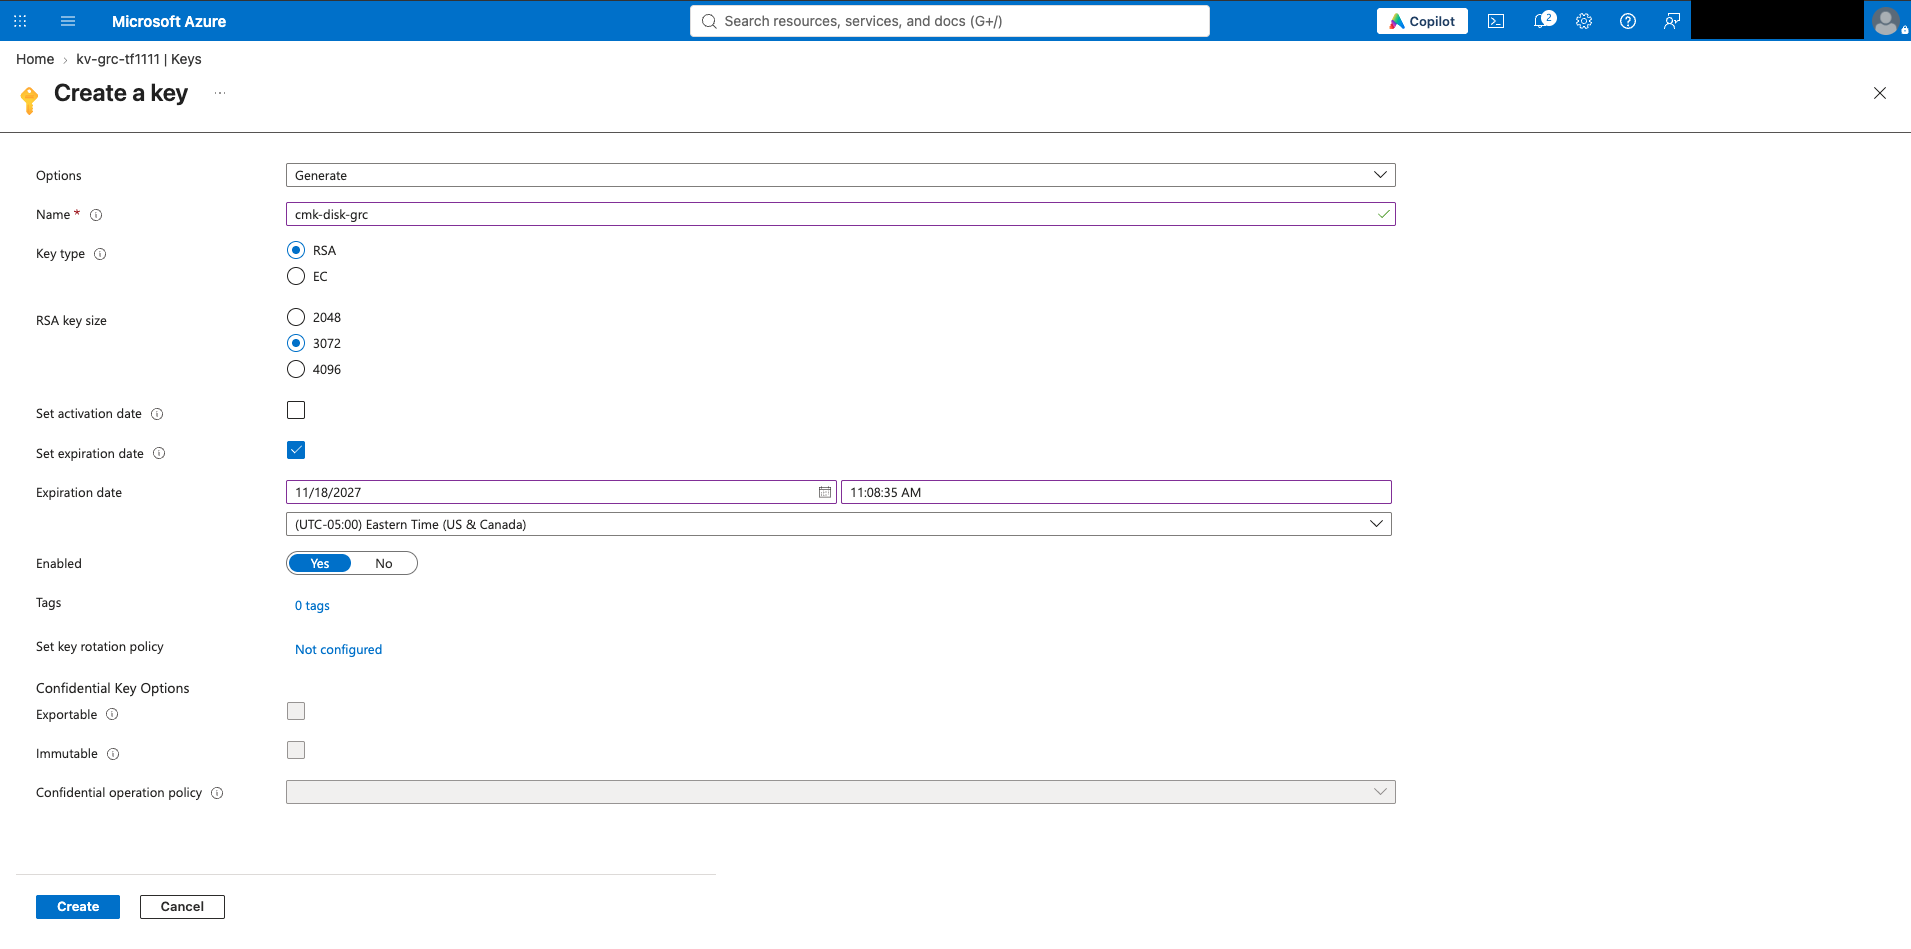 Microsoft Azure
Search resources, services, and docs (G+/)
Copilot
2
Home > kv-grc-tf1111 | Keys
Create a key ...
Options
Generate
Name *
cmk-disk-grc
Key type
RSA
EC
RSA key size
2048
3072
4096
Set activation date
Set expiration date
Expiration date
11/18/2027
11:08:35 AM
(UTC-05:00) Eastern Time (US & Canada)
Enabled
Yes
No
Tags
0 tags
Set key rotation policy
Not configured
Confidential Key Options
Exportable
Immutable
Confidential operation policy
Create
Cancel